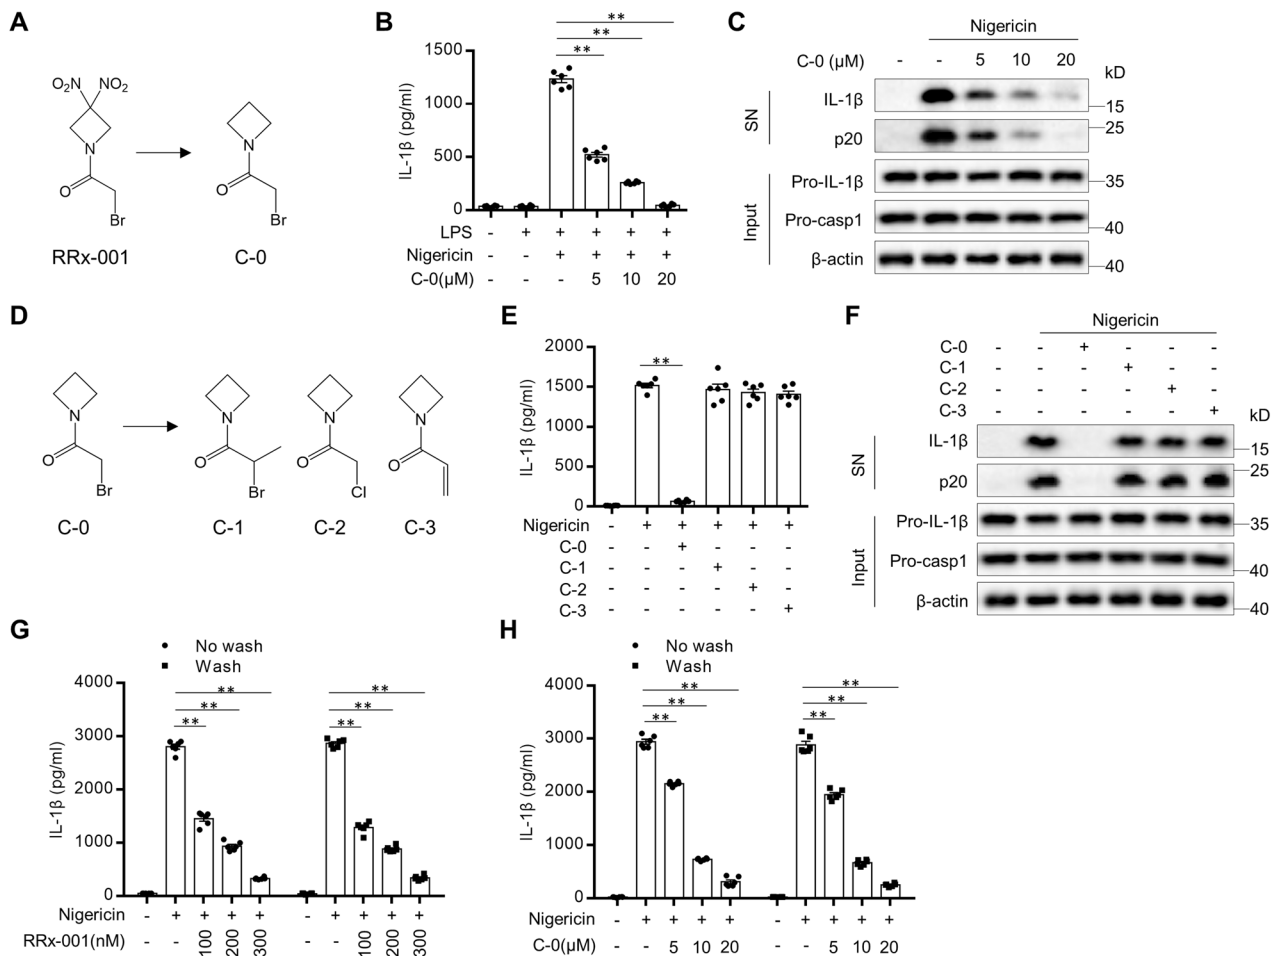 A
O₂N NO₂
N
O
Br
RRx-001
N
O
Br
C-0
B
IL-1β (pg/ml)
1500
1000
500
0
**
**
**
LPS - + + + + +
Nigericin - - + + + +
C-0(μM) - - - 5 10 20
C
Nigericin
C-0 (μM) - - 5 10 20
kD
SN
IL-1β
15
p20
25
Input
Pro-IL-1β
35
Pro-casp1
40
β-actin
40
D
N
O
Br
C-0
N
O
Br
C-1
N
O
Cl
C-2
N
O
C-3
E
IL-1β (pg/ml)
2000
1500
1000
500
0
**
Nigericin - + + + + +
C-0 - - + - - -
C-1 - - - + - -
C-2 - - - - + -
C-3 - - - - - +
F
Nigericin
C-0 - - + - - -
C-1 - - - + - -
C-2 - - - - + -
C-3 - - - - - +
kD
SN
IL-1β
15
p20
25
Input
Pro-IL-1β
35
Pro-casp1
40
β-actin
40
G
No wash
Wash
IL-1β (pg/ml)
4000
3000
2000
1000
0
**
**
**
**
**
**
Nigericin - + + + + - + + + +
RRx-001(nM) - - 100 200 300 - - 100 200 300
H
No wash
Wash
IL-1β (pg/ml)
4000
3000
2000
1000
0
**
**
**
**
**
**
Nigericin - + + + + - + + + +
C-0(μM) - - 5 10 20 - - 5 10 20